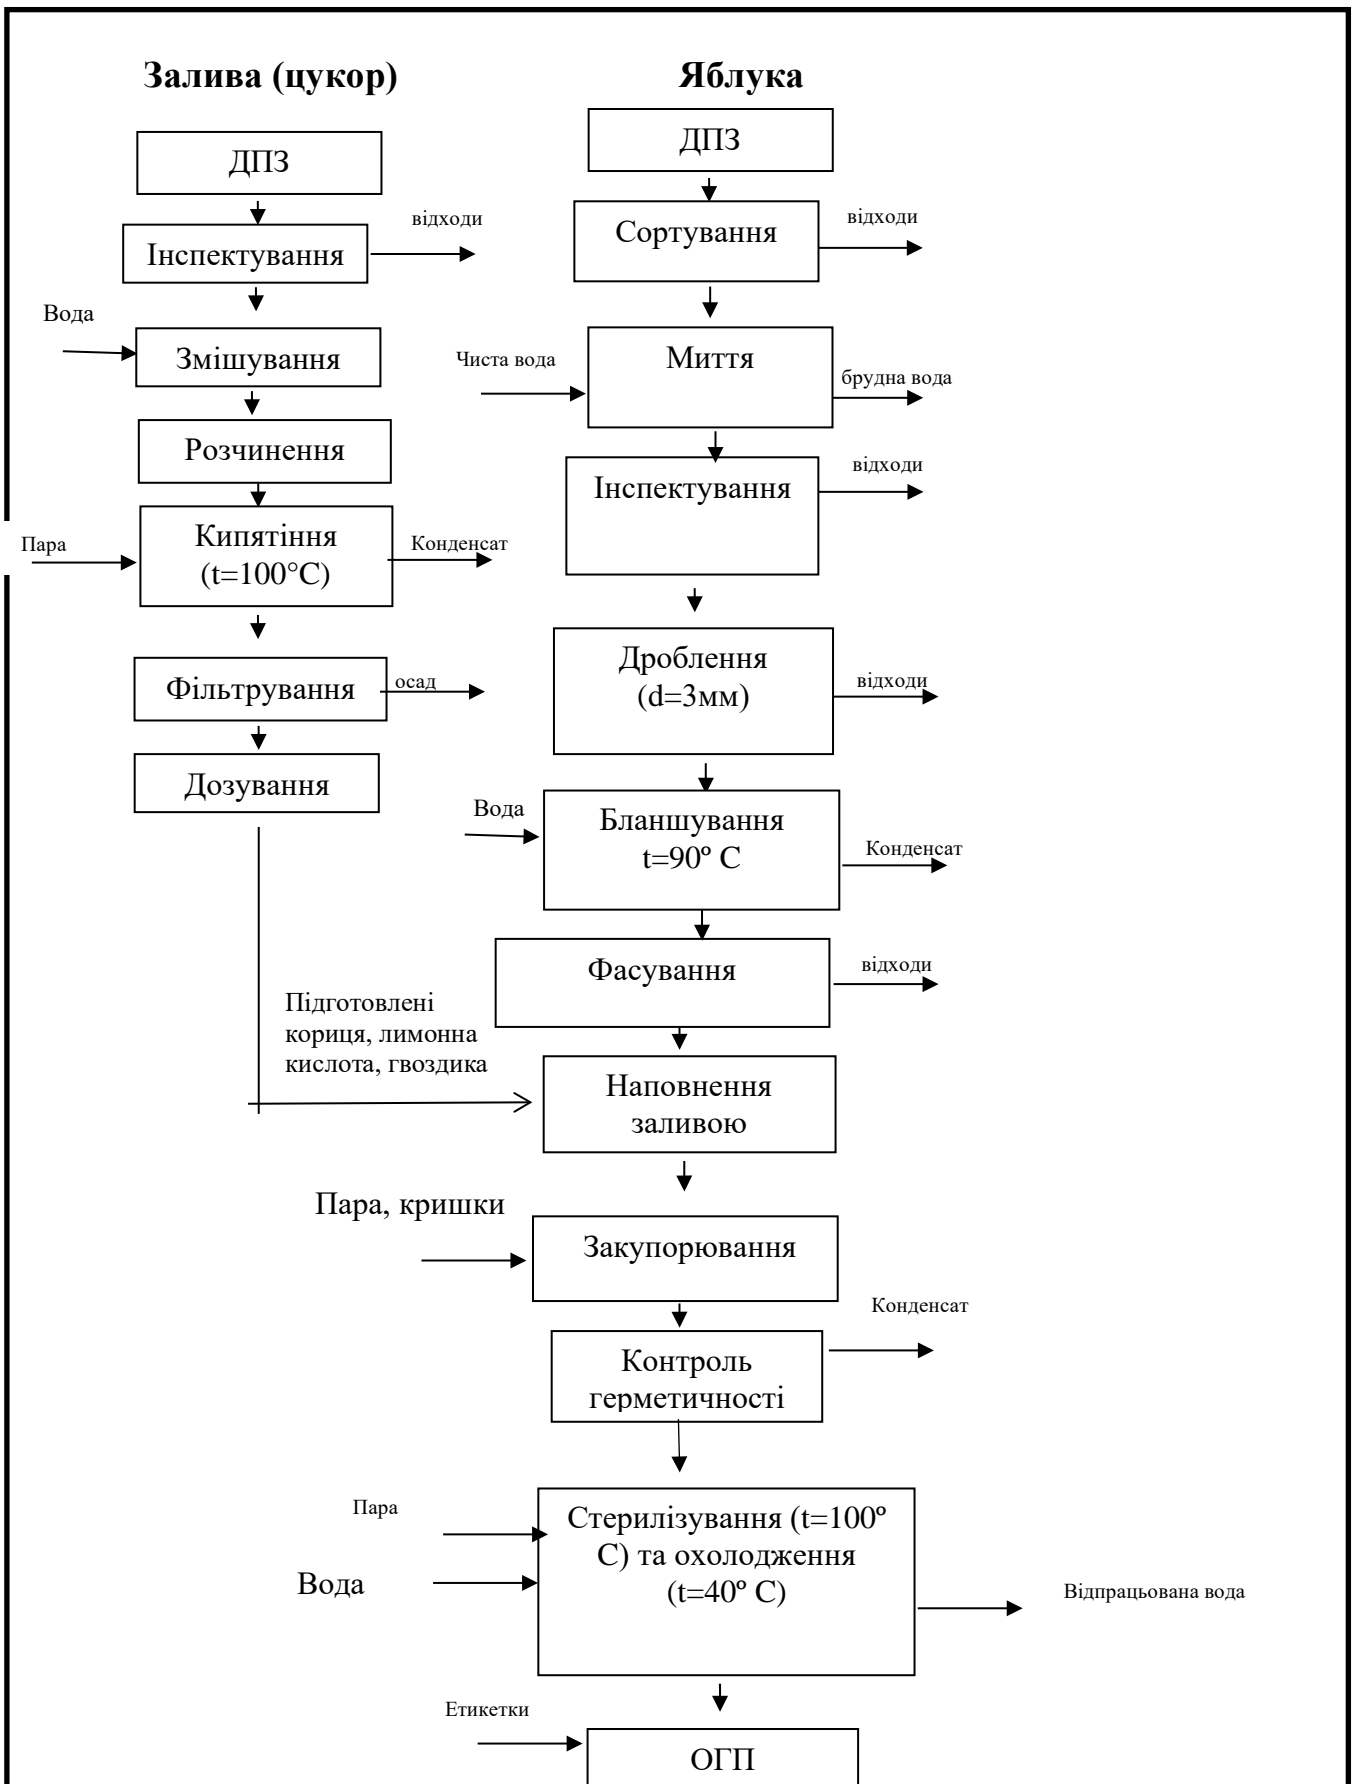 Залива (цукор)
Яблука
ДПЗ
ДПЗ
відходи
Інспектування
Сортування
відходи
Вода
Змішування
Чиста вода
Миття
брудна вода
Розчинення
Інспектування
відходи
Пара
Кипятіння
(t=100°C)
Конденсат
Фільтрування
осад
Дроблення
(d=3мм)
відходи
Дозування
Вода
Бланшування
t=90º С
Конденсат
Фасування
відходи
Підготовлені
кориця, лимонна
кислота, гвоздика
Наповнення
заливою
Пара, кришки
Закупорювання
Конденсат
Контроль
герметичності
Пара
Вода
Стерилізування (t=100º
С) та охолодження
(t=40º С)
Відпрацьована вода
Етикетки
ОГП